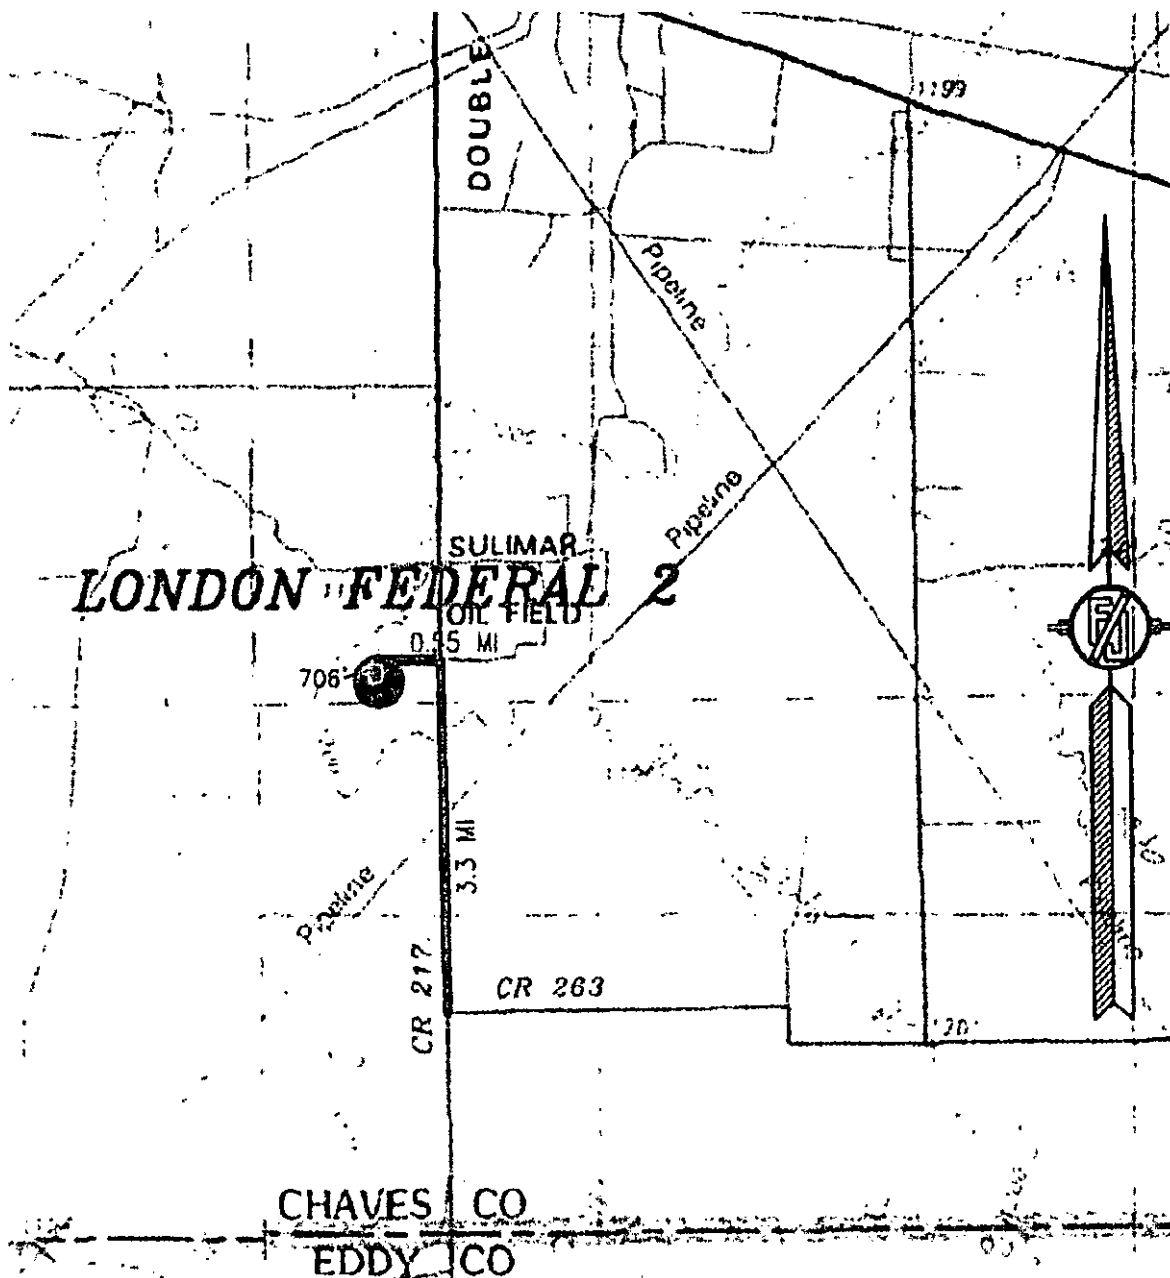 DOUBLE
1199
Pipeline
Pipeline
SULIMAR
LONDON FEDERAL 2
OIL FIELD
0.55 MI
706
3.3 MI
Pipeline
CR 217
CR 263
CHAVES CO
EDDY CO